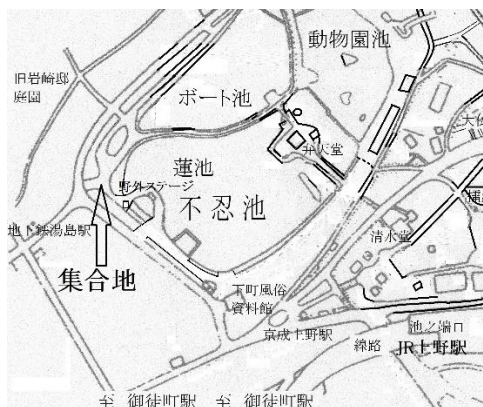 動物園池
旧岩崎邸
庭園
ボート池
弁天堂
蓮池
野外ステージ
不忍池
地下鉄湯島駅
清水堂
集合地
下町風俗
資料館
京成上野駅
池之端口
線路
JR上野駅
至 御徒町駅
至 御徒町駅